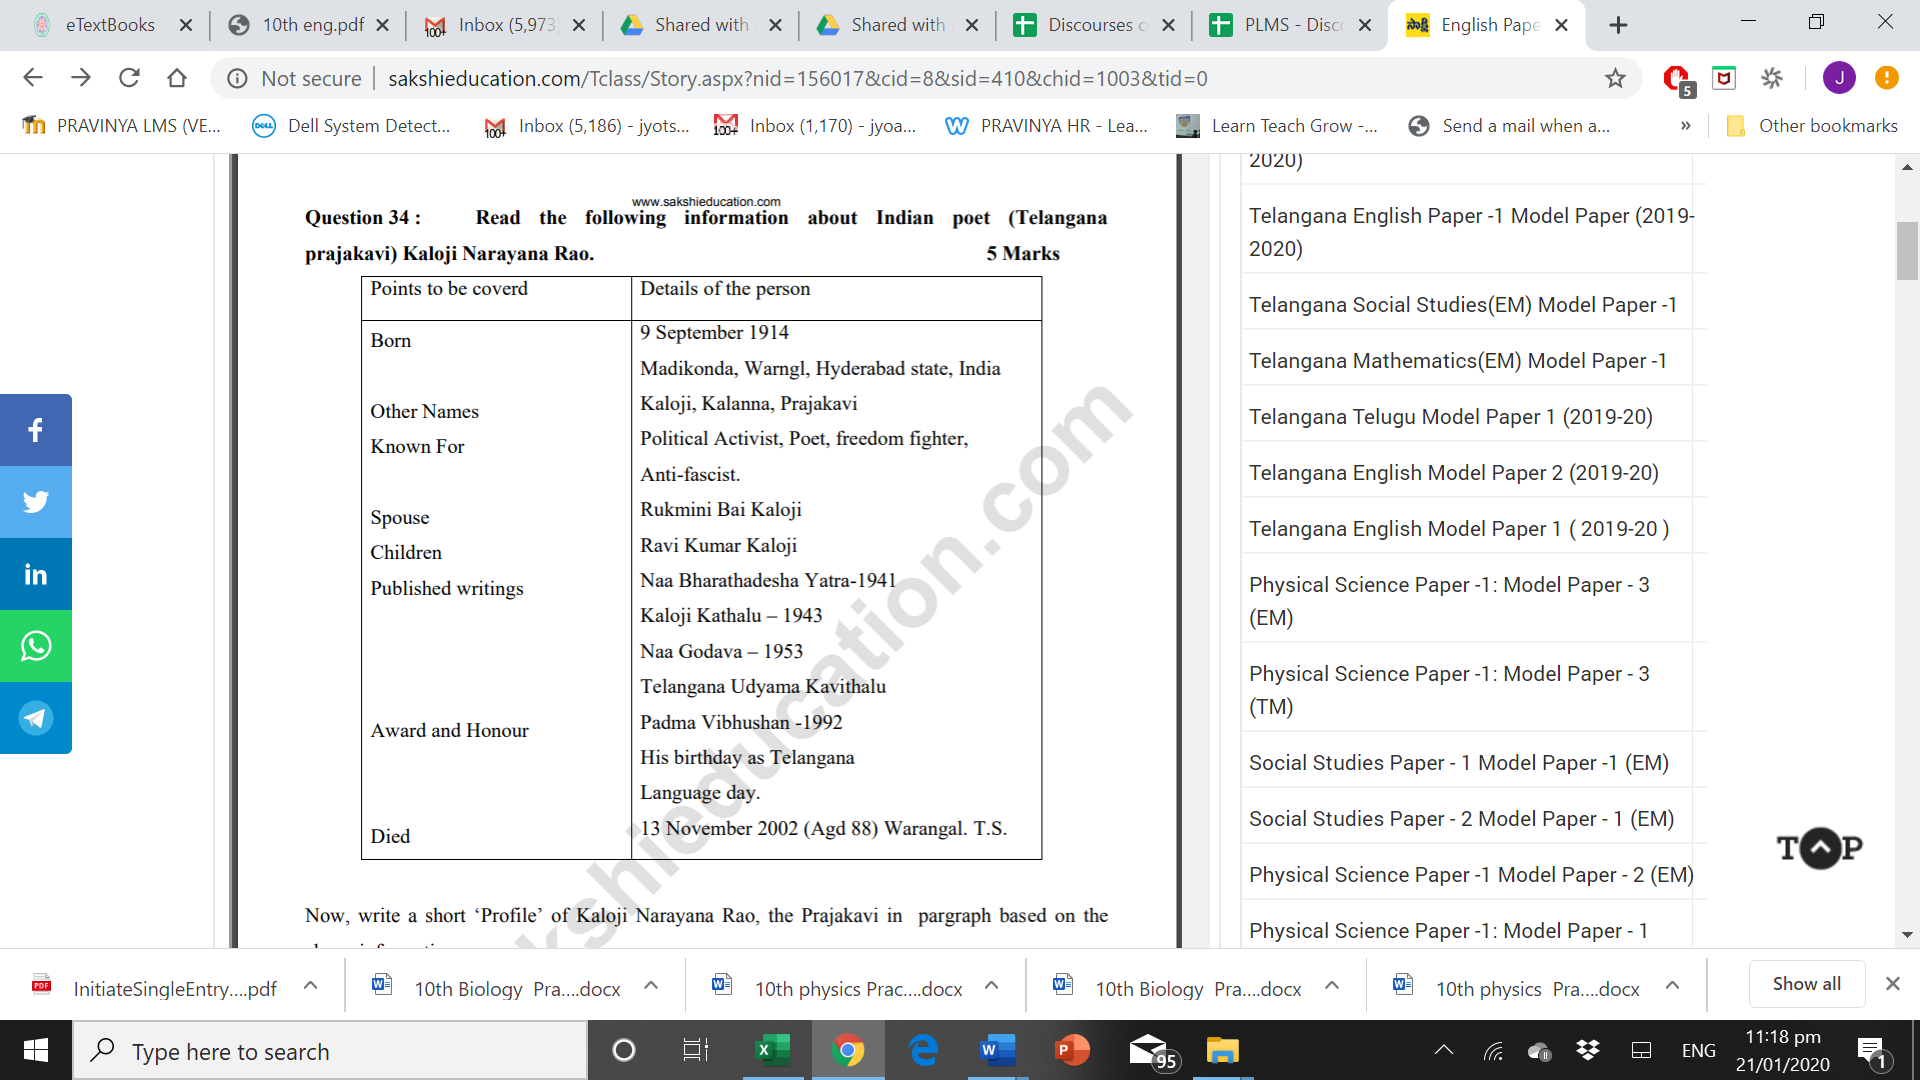 eTextBooks
10th eng.pdf
Inbox (5,973
Shared with
Shared with
Discourses c
PLMS - Disc
English Pape
Not secure | sakshieducation.com/Tclass/Story.aspx?nid=156017&cid=8&sid=410&chid=1003&tid=0
5
J
PRAVINYA LMS (VE...
Dell System Detect...
Inbox (5,186) - jyots...
Inbox (1,170) - jyoa...
PRAVINYA HR - Lea...
Learn Teach Grow -...
Send a mail when a...
» Other bookmarks
www.sakshieducation.com
Question 34 : Read the following information about Indian poet (Telangana
prajakavi) Kaloji Narayana Rao. 5 Marks
Points to be coverd Details of the person
Born 9 September 1914
Madikonda, Warngl, Hyderabad state, India
Other Names Kaloji, Kalanna, Prajakavi
Known For Political Activist, Poet, freedom fighter,
Anti-fascist.
Spouse Rukmini Bai Kaloji
Children Ravi Kumar Kaloji
Published writings Naa Bharathadesha Yatra-1941
Kaloji Kathalu – 1943
Naa Godava – 1953
Telangana Udyama Kavithalu
Award and Honour Padma Vibhushan -1992
His birthday as Telangana
Language day.
Died 13 November 2002 (Agd 88) Warangal. T.S.
Now, write a short ‘Profile’ of Kaloji Narayana Rao, the Prajakavi in pargraph based on the
kshieducation.com
2020)
Telangana English Paper -1 Model Paper (2019-
2020)
Telangana Social Studies(EM) Model Paper -1
Telangana Mathematics(EM) Model Paper -1
Telangana Telugu Model Paper 1 (2019-20)
Telangana English Model Paper 2 (2019-20)
Telangana English Model Paper 1 ( 2019-20 )
Physical Science Paper -1: Model Paper - 3
(EM)
Physical Science Paper -1: Model Paper - 3
(TM)
Social Studies Paper - 1 Model Paper -1 (EM)
Social Studies Paper - 2 Model Paper - 1 (EM)
Physical Science Paper -1 Model Paper - 2 (EM)
Physical Science Paper -1: Model Paper - 1
TOP
InitiateSingleEntry....pdf
10th Biology Pra....docx
10th physics Prac....docx
10th Biology Pra....docx
10th physics Pra....docx
Show all
Type here to search
95
ENG
11:18 pm
21/01/2020
1